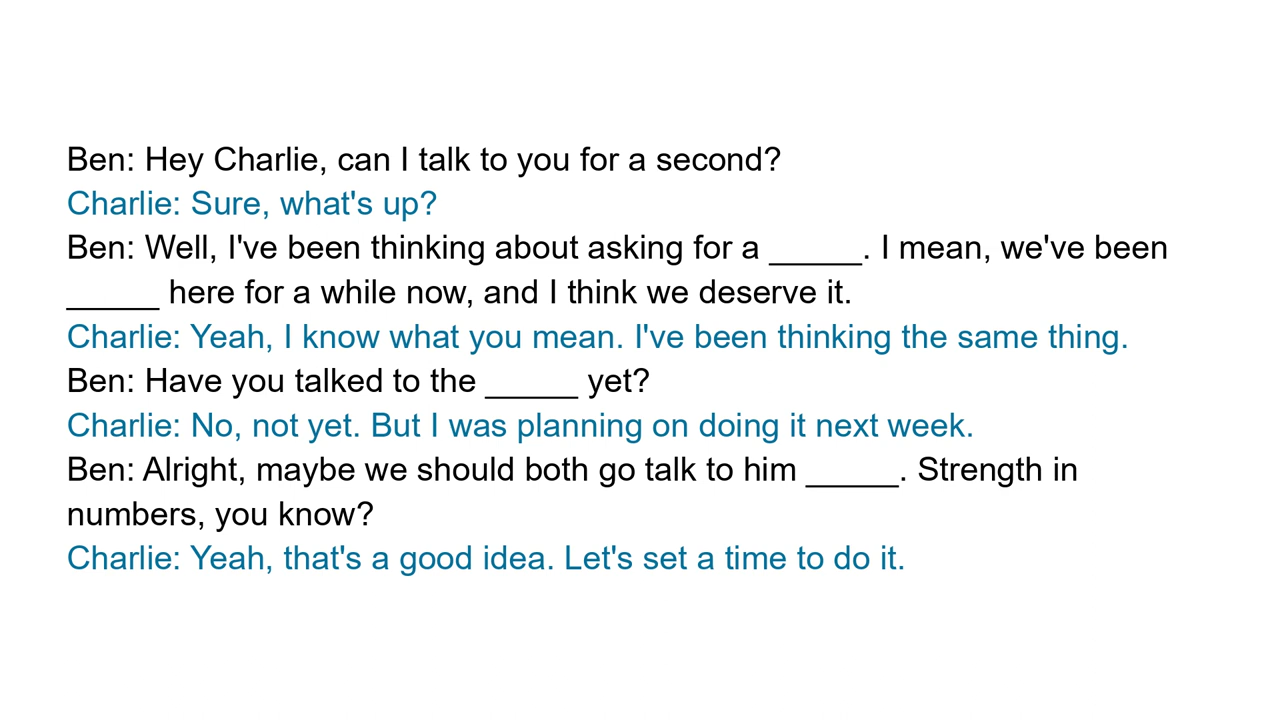 Ben: Hey Charlie, can I talk to you for a second?
Charlie: Sure, what's up?
Ben: Well, I've been thinking about asking for a _____. I mean, we've been
_____ here for a while now, and I think we deserve it.
Charlie: Yeah, I know what you mean. I've been thinking the same thing.
Ben: Have you talked to the _____ yet?
Charlie: No, not yet. But I was planning on doing it next week.
Ben: Alright, maybe we should both go talk to him _____. Strength in
numbers, you know?
Charlie: Yeah, that's a good idea. Let's set a time to do it.